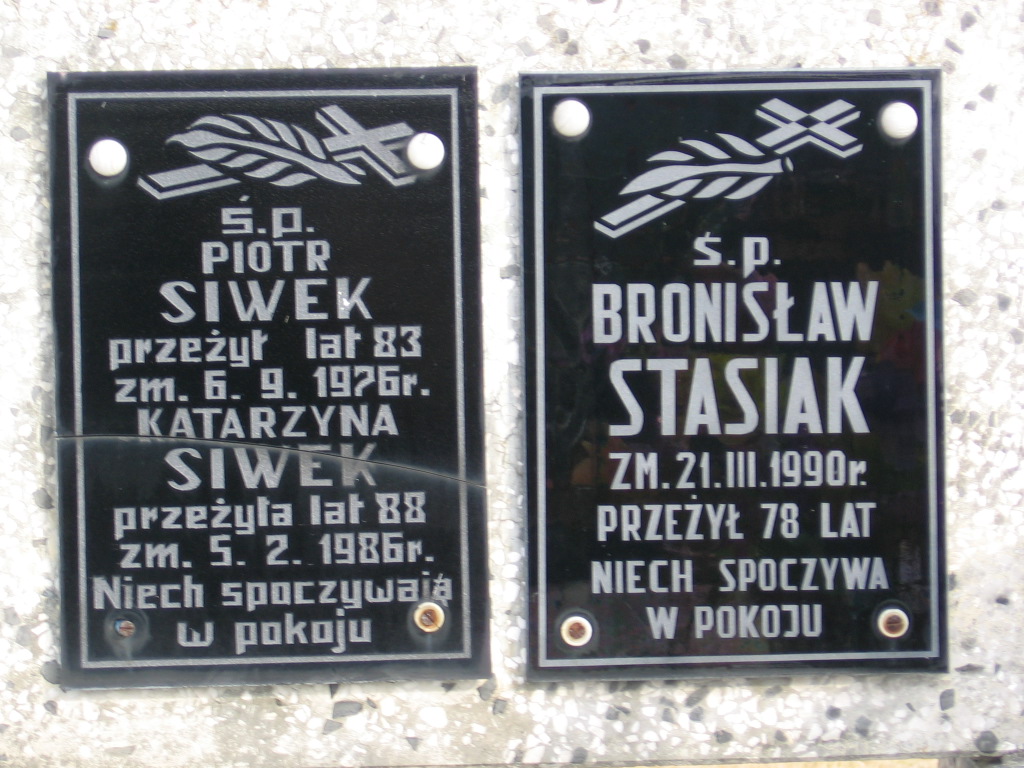 ś.p.
PIOTR
SIWEK
przeżył lat 83
zm. 6. 9. 1976r.
KATARZYNA
SIWEK
przeżyła lat 88
zm. 5. 2. 1986r.
Niech spoczywają
w pokoju
ś.p.
BRONISŁAW
STASIAK
ZM. 21. III. 1990r.
PRZEŻYŁ 78 LAT
NIECH SPOCZYWA
W POKOJU